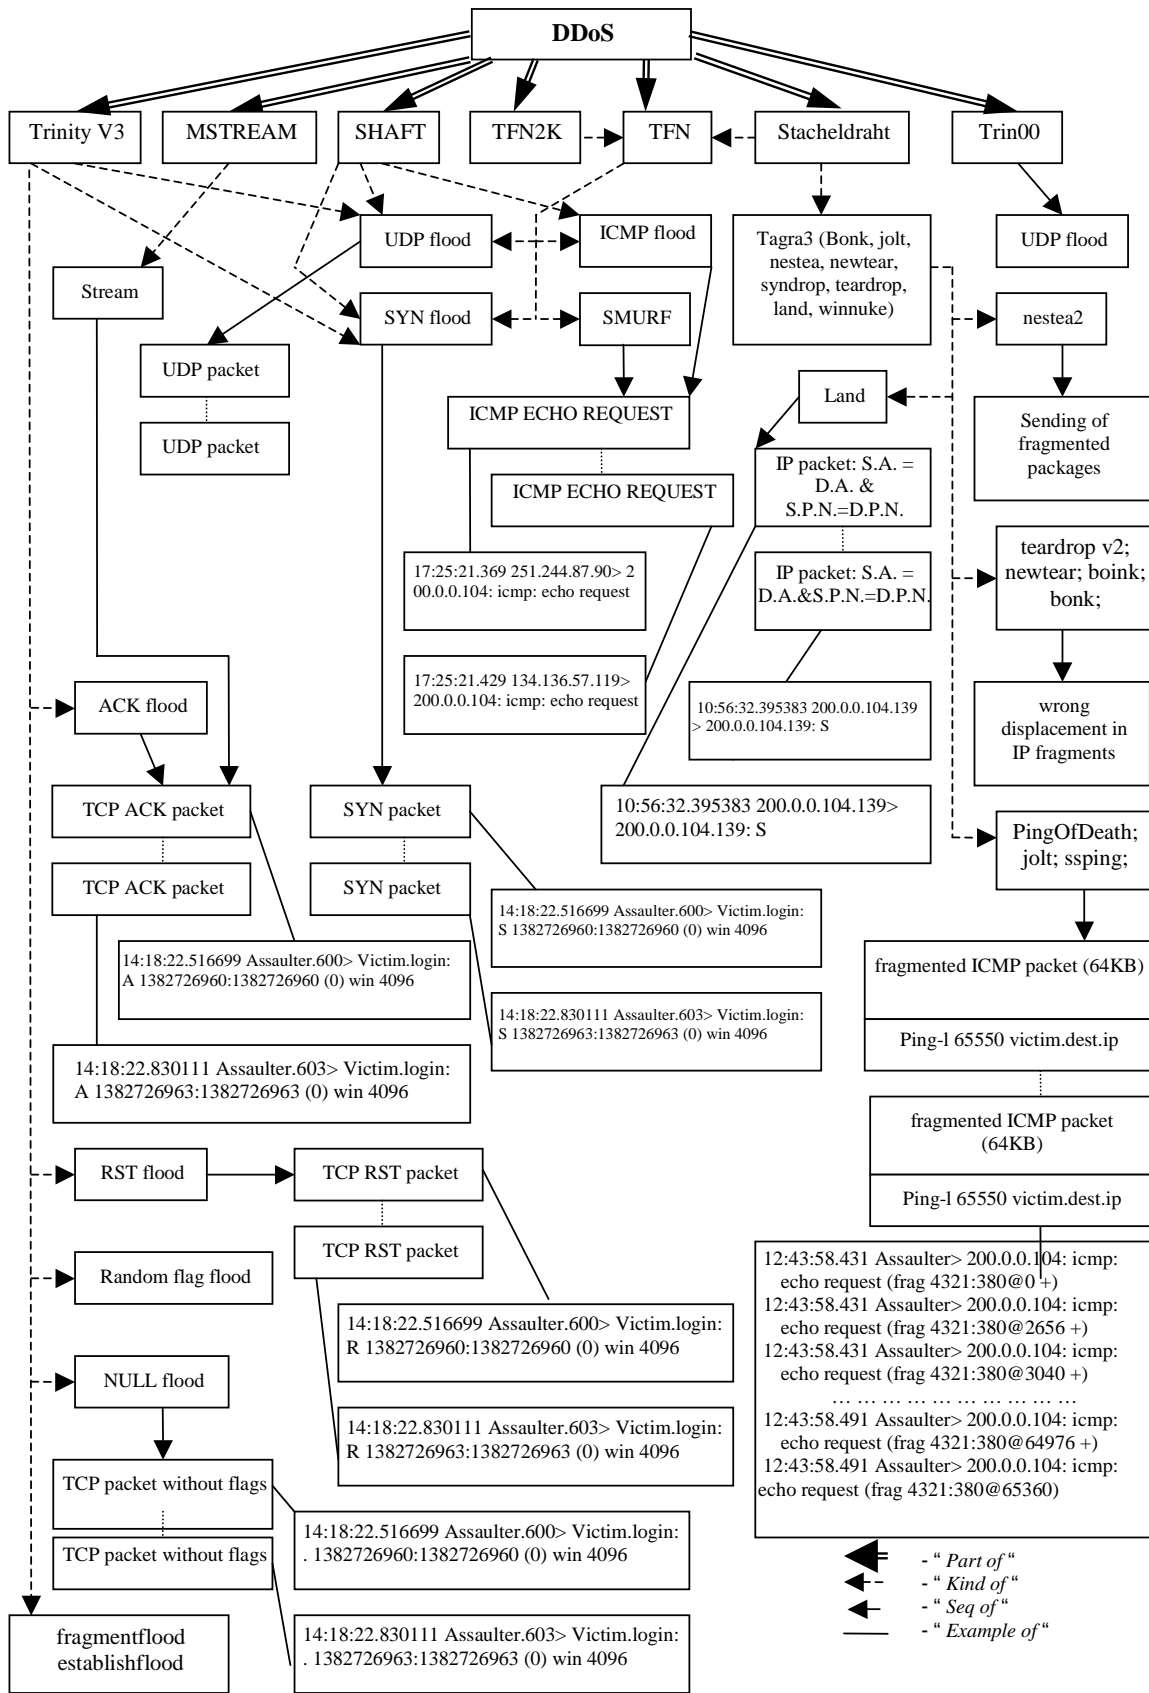 DDoS
Trinity V3
MSTREAM
SHAFT
TFN2K
TFN
Stacheldraht
Trin00
UDP flood
ICMP flood
Tagra3 (Bonk, jolt,
nestea, newtear,
syndrop, teardrop,
land, winnuke)
UDP flood
Stream
SYN flood
SMURF
nestea2
UDP packet
UDP packet
ICMP ECHO REQUEST
Land
Sending of
fragmented
packages
ICMP ECHO REQUEST
IP packet: S.A. =
D.A. &
S.P.N.=D.P.N.
17:25:21.369 251.244.87.90> 2
00.0.0.104: icmp: echo request
IP packet: S.A. =
D.A.&S.P.N.=D.P.N.
teardrop v2;
newtear; boink;
bonk;
17:25:21.429 134.136.57.119>
200.0.0.104: icmp: echo request
10:56:32.395383 200.0.0.104.139
> 200.0.0.104.139: S
wrong
displacement in
IP fragments
ACK flood
TCP ACK packet
SYN packet
10:56:32.395383 200.0.0.104.139>
200.0.0.104.139: S
PingOfDeath;
jolt; ssping;
TCP ACK packet
SYN packet
14:18:22.516699 Assaulter.600> Victim.login:
S 1382726960:1382726960 (0) win 4096
14:18:22.516699 Assaulter.600> Victim.login:
A 1382726960:1382726960 (0) win 4096
fragmented ICMP packet (64KB)
14:18:22.830111 Assaulter.603> Victim.login:
S 1382726963:1382726963 (0) win 4096
Ping-l 65550 victim.dest.ip
14:18:22.830111 Assaulter.603> Victim.login:
A 1382726963:1382726963 (0) win 4096
fragmented ICMP packet
(64KB)
Ping-l 65550 victim.dest.ip
RST flood
TCP RST packet
TCP RST packet
Random flag flood
12:43:58.431 Assaulter> 200.0.0.104: icmp:
echo request (frag 4321:380@0 +)
12:43:58.431 Assaulter> 200.0.0.104: icmp:
echo request (frag 4321:380@2656 +)
12:43:58.431 Assaulter> 200.0.0.104: icmp:
echo request (frag 4321:380@3040 +)
… … … … … … … … … …
12:43:58.491 Assaulter> 200.0.0.104: icmp:
echo request (frag 4321:380@64976 +)
12:43:58.491 Assaulter> 200.0.0.104: icmp:
echo request (frag 4321:380@65360)
14:18:22.516699 Assaulter.600> Victim.login:
R 1382726960:1382726960 (0) win 4096
NULL flood
14:18:22.830111 Assaulter.603> Victim.login:
R 1382726963:1382726963 (0) win 4096
TCP packet without flags
TCP packet without flags
14:18:22.516699 Assaulter.600> Victim.login:
. 1382726960:1382726960 (0) win 4096
fragmentflood
establishflood
14:18:22.830111 Assaulter.603> Victim.login:
. 1382726963:1382726963 (0) win 4096
- “ Part of “
- “ Kind of “
- “ Seq of “
- “ Example of “